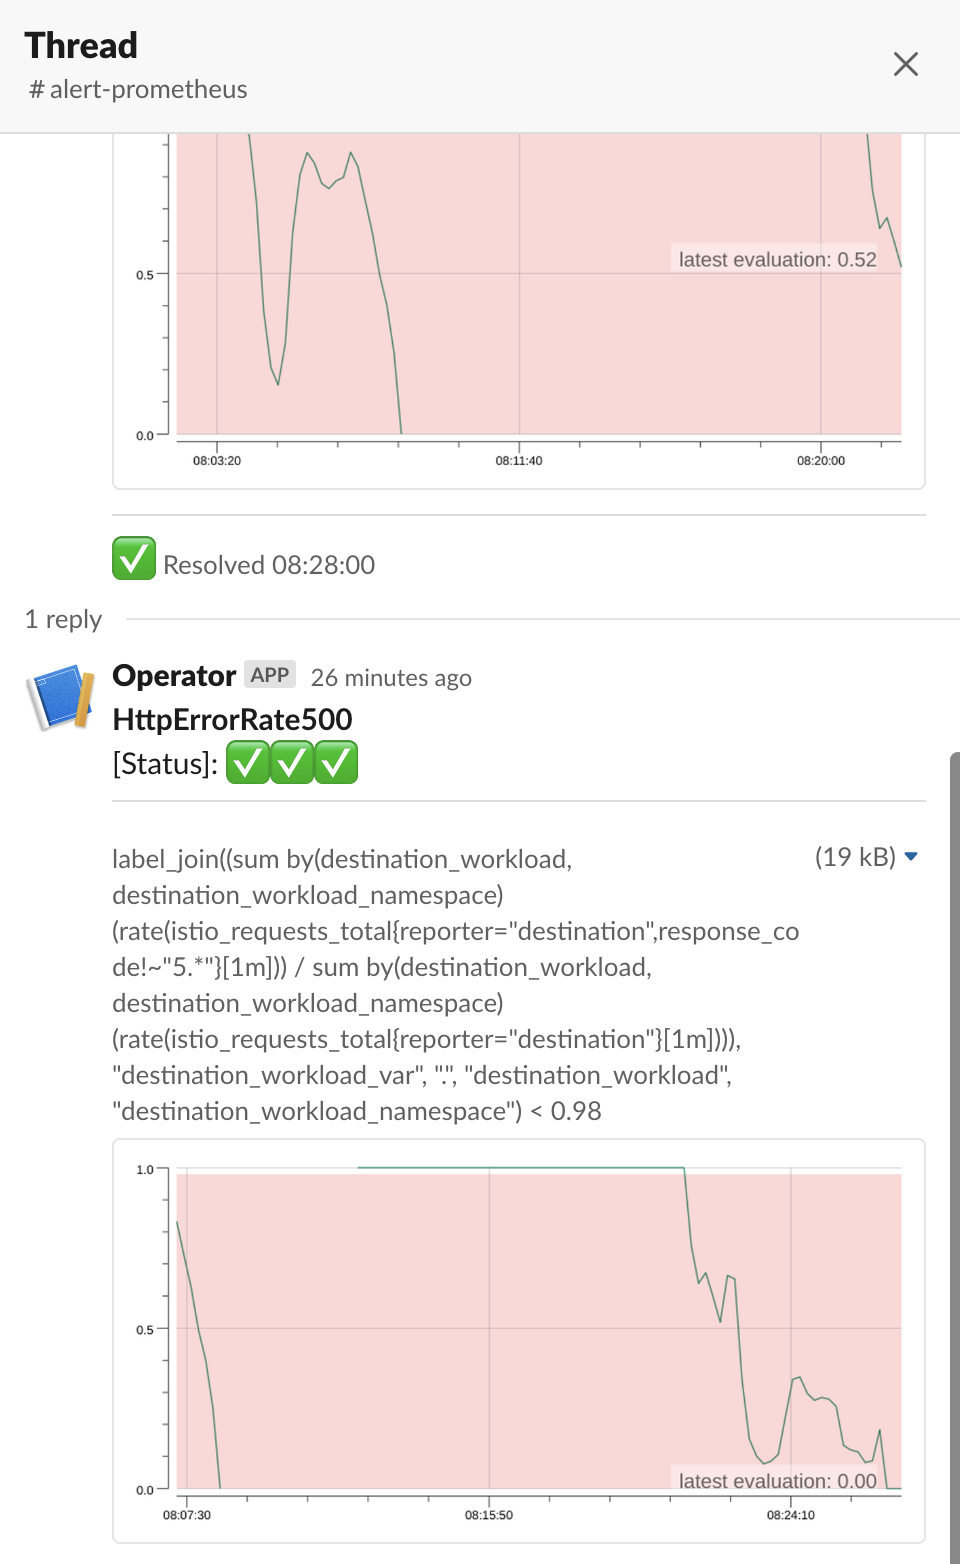 Thread
# alert-prometheus
latest evaluation: 0.52
0.5
0.0
08:03:20 08:11:40 08:20:00
Resolved 08:28:00
1 reply
Operator APP 26 minutes ago
HttpErrorRate500
[Status]:
label_join((sum by(destination_workload, (19 kB)
destination_workload_namespace)
(rate(istio_requests_total{reporter="destination",response_co
de!~"5.*"}[1m])) / sum by(destination_workload,
destination_workload_namespace)
(rate(istio_requests_total{reporter="destination"}[1m]))),
"destination_workload_var", ".", "destination_workload",
"destination_workload_namespace") < 0.98
1.0
0.5
latest evaluation: 0.00
0.0
08:07:30 08:15:50 08:24:10